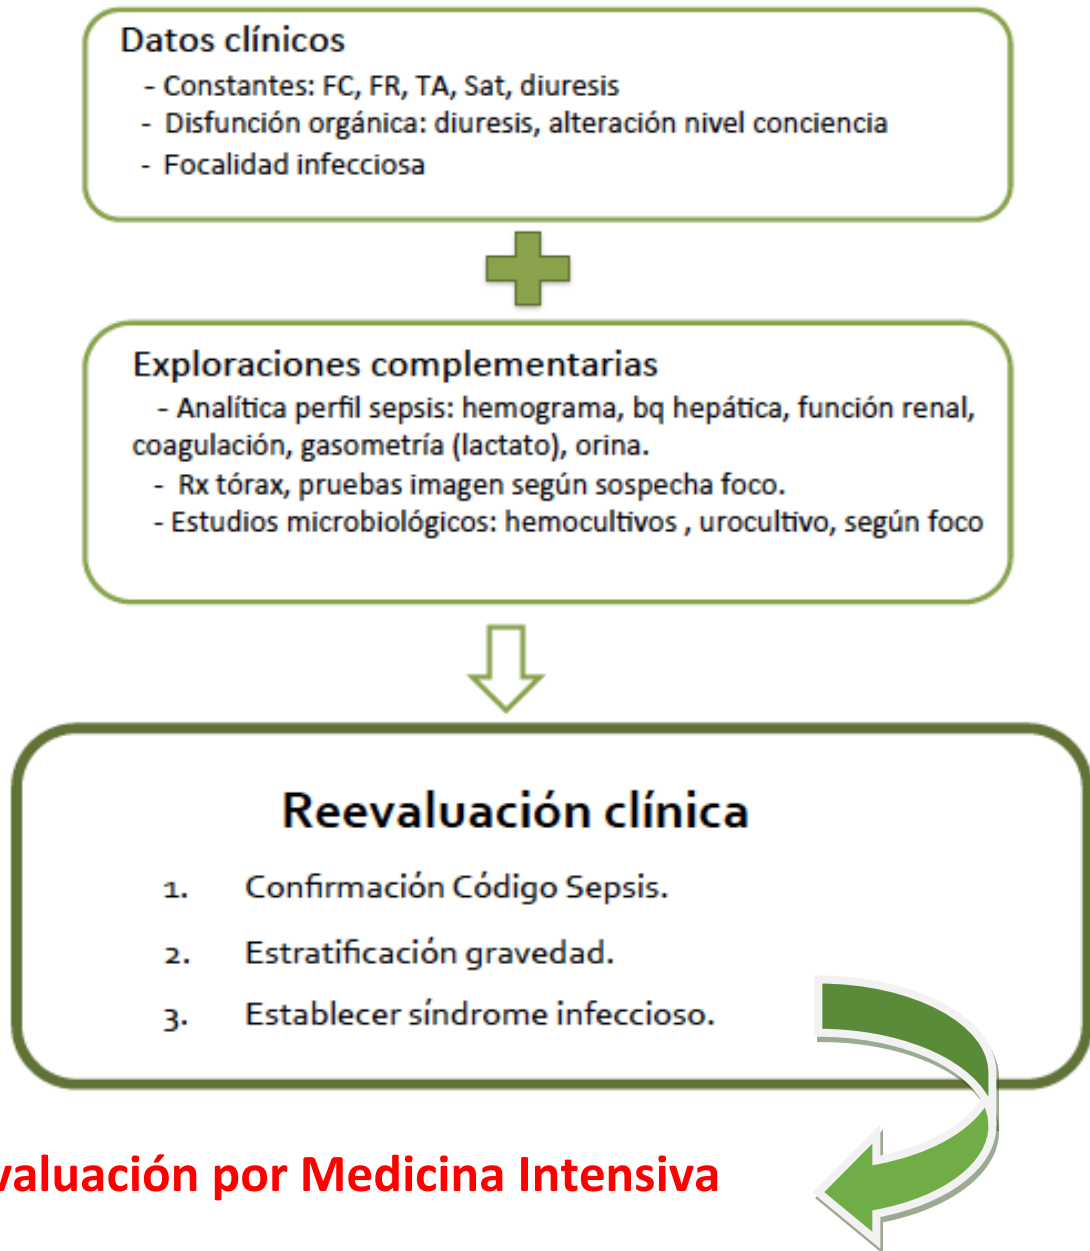 Datos clínicos
- Constantes: FC, FR, TA, Sat, diuresis
- Disfunción orgánica: diuresis, alteración nivel conciencia
- Focalidad infecciosa
Exploraciones complementarias
- Analítica perfil sepsis: hemograma, bq hepática, función renal,
coagulación, gasometría (lactato), orina.
- Rx tórax, pruebas imagen según sospecha foco.
- Estudios microbiológicos: hemocultivos , urocultivo, según foco
Reevaluación clínica
1. Confirmación Código Sepsis.
2. Estratificación gravedad.
3. Establecer síndrome infeccioso.
valuación por Medicina Intensiva